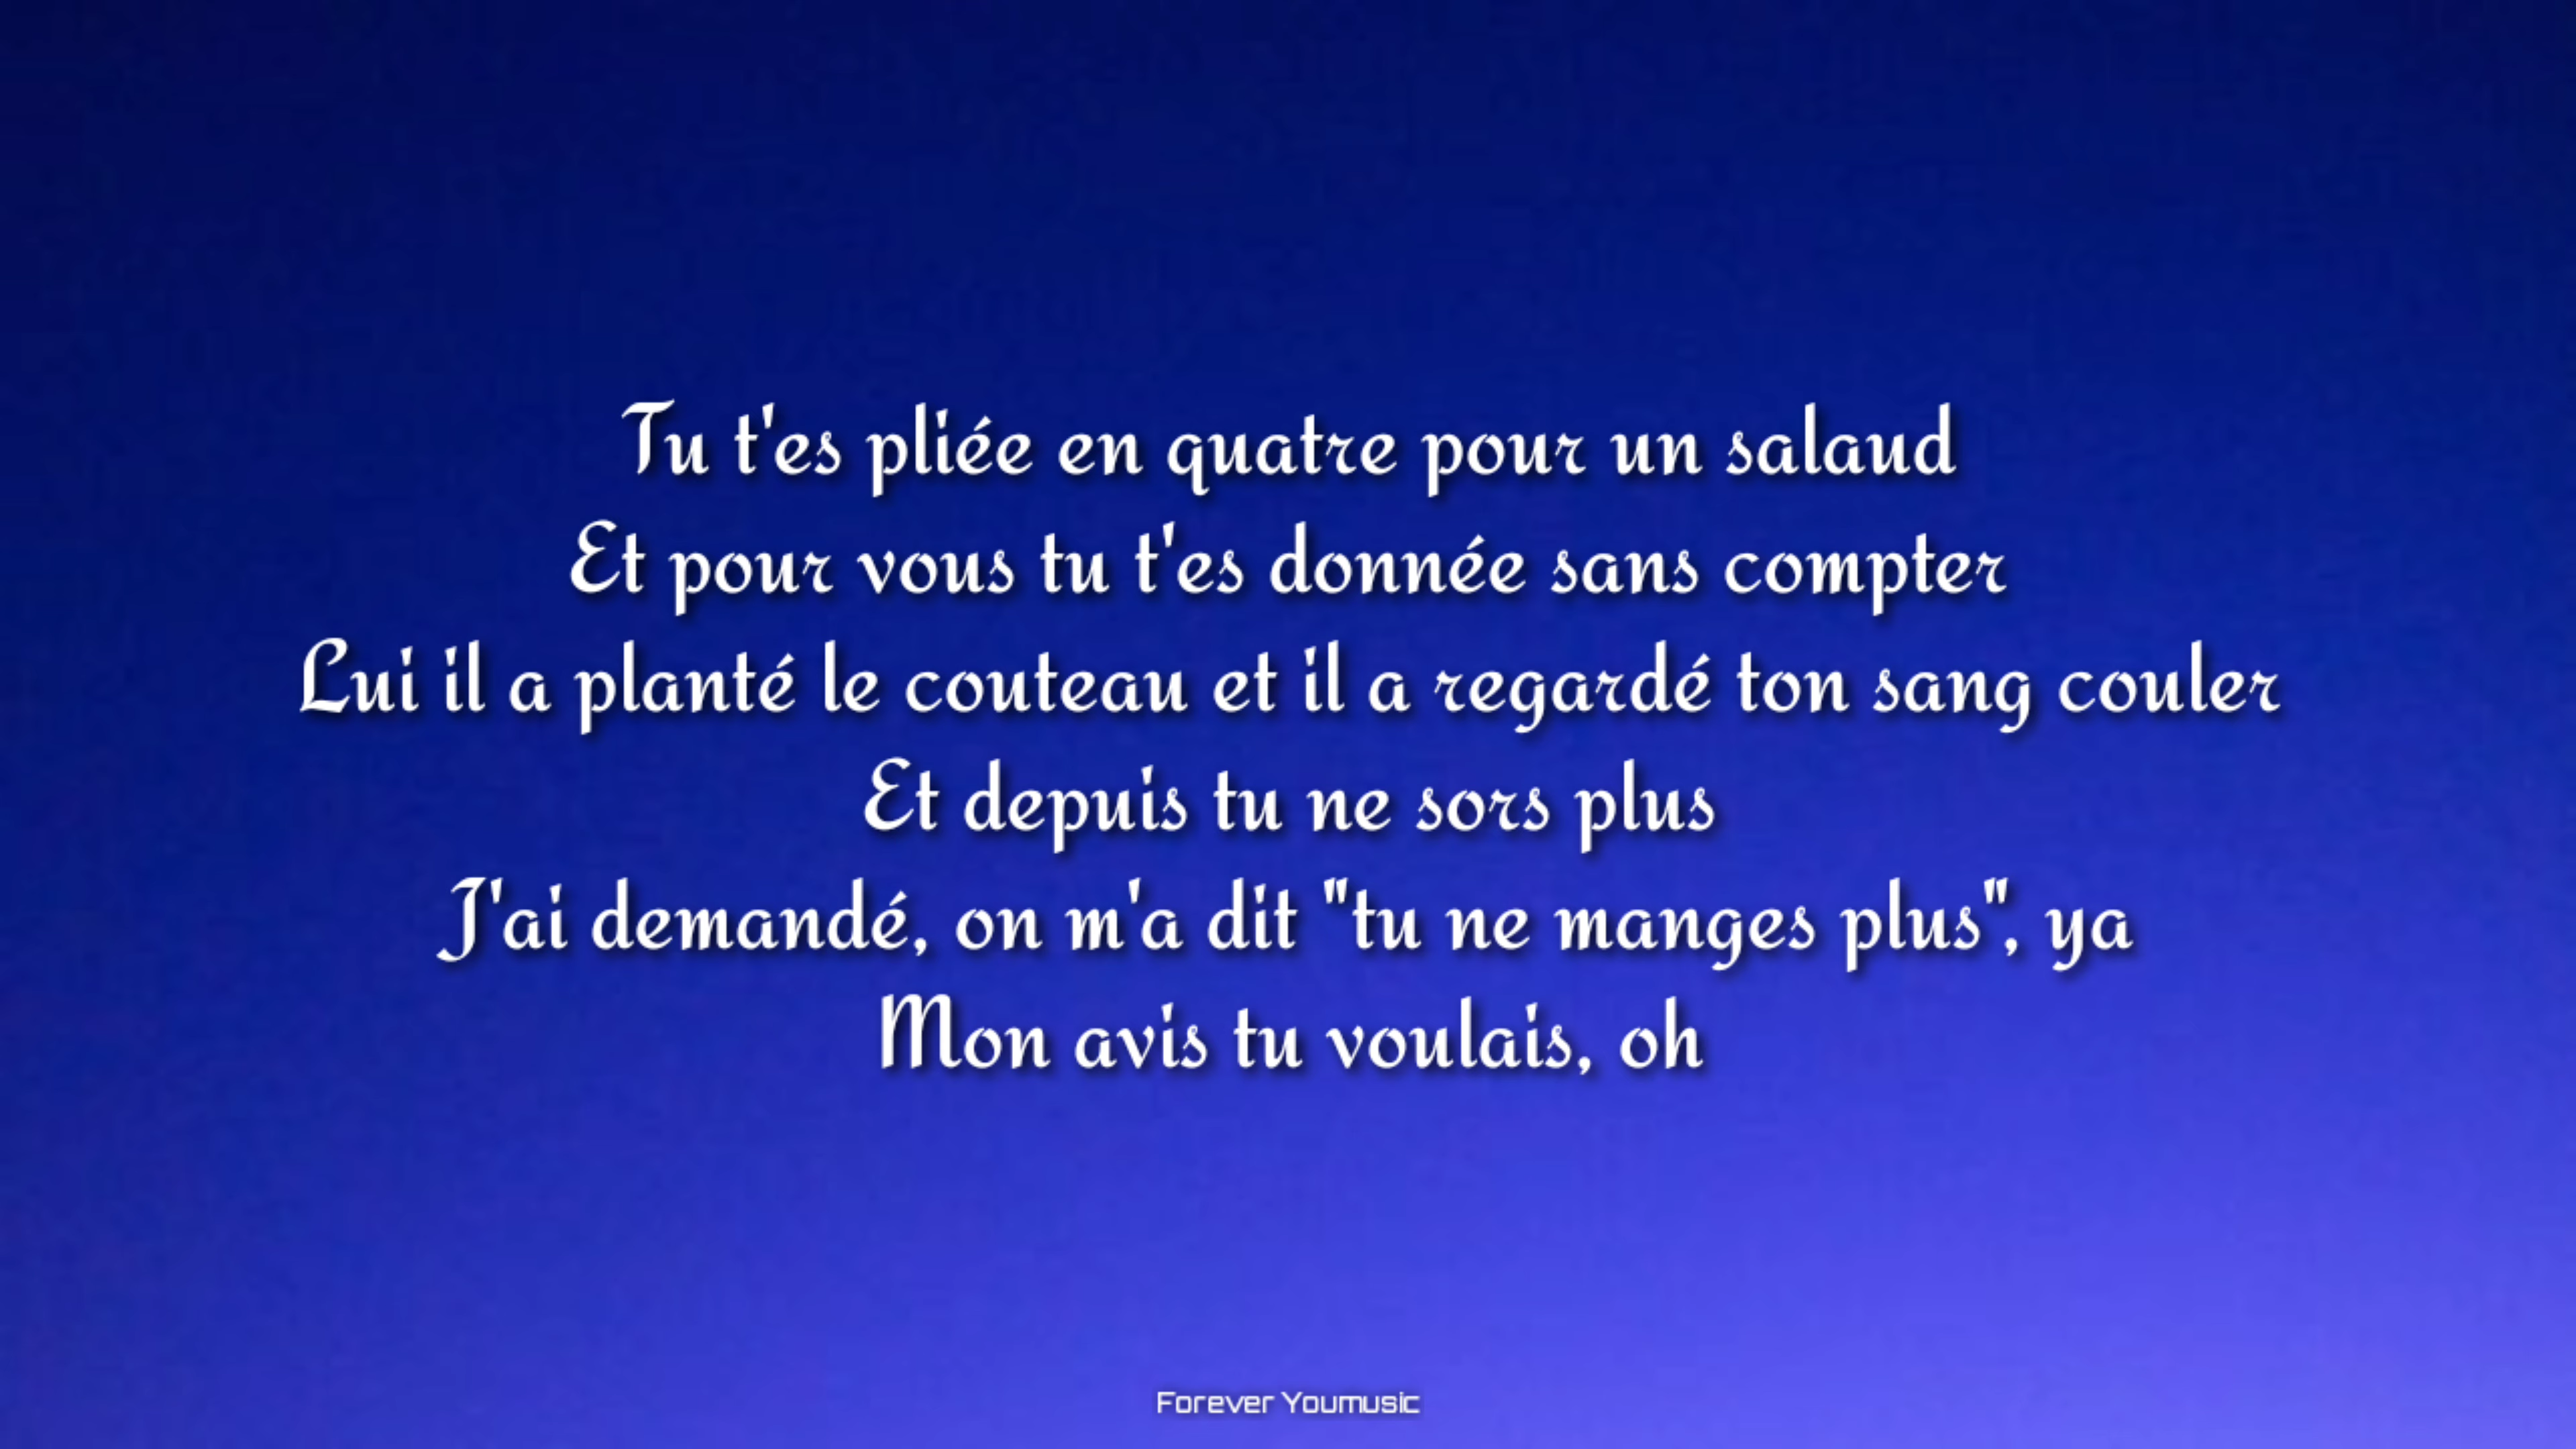 Tu t'es pliée en quatre pour un salaud
Et pour vous tu t'es donnée sans compter
Lui il a planté le couteau et il a regardé ton sang couler
Et depuis tu ne sors plus
J'ai demandé, on m'a dit "tu ne manges plus", ya
Mon avis tu voulais, oh
Forever Youmusic